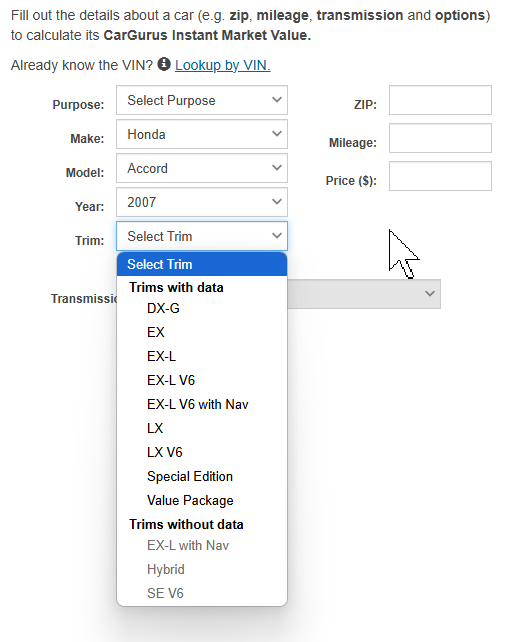 Fill out the details about a car (e.g. zip, mileage, transmission and options)
to calculate its CarGurus Instant Market Value.
Already know the VIN? Lookup by VIN.
Purpose: Select Purpose ZIP:
Make: Honda
Mileage:
Model: Accord
Price ($):
Year: 2007
Trim: Select Trim
Select Trim
Trims with data
Transmissi
DX-G
EX
EX-L
EX-L V6
EX-L V6 with Nav
LX
LX V6
Special Edition
Value Package
Trims without data
EX-L with Nav
Hybrid
SE V6